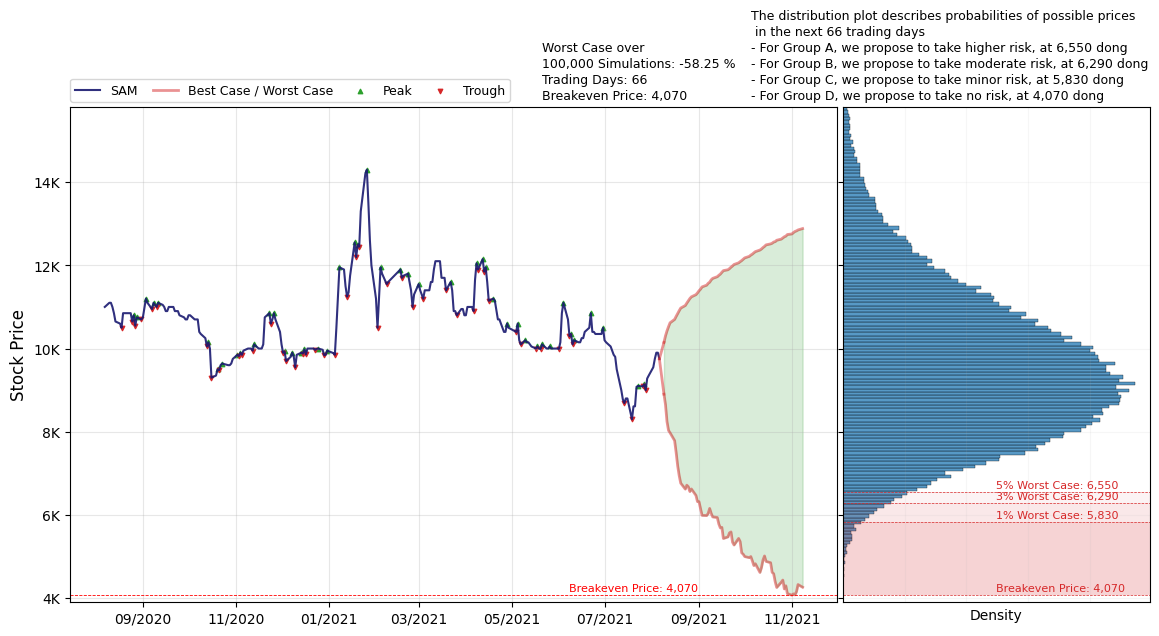 The distribution plot describes probabilities of possible prices
in the next 66 trading days
- For Group A, we propose to take higher risk, at 6,550 dong
- For Group B, we propose to take moderate risk, at 6,290 dong
- For Group C, we propose to take minor risk, at 5,830 dong
- For Group D, we propose to take no risk, at 4,070 dong
Worst Case over
100,000 Simulations: -58.25 %
Trading Days: 66
Breakeven Price: 4,070
SAM
Best Case / Worst Case
Peak
Trough
Stock Price
14K
12K
10K
8K
6K
4K
Breakeven Price: 4,070
09/2020
11/2020
01/2021
03/2021
05/2021
07/2021
09/2021
11/2021
5% Worst Case: 6,550
3% Worst Case: 6,290
1% Worst Case: 5,830
Breakeven Price: 4,070
Density